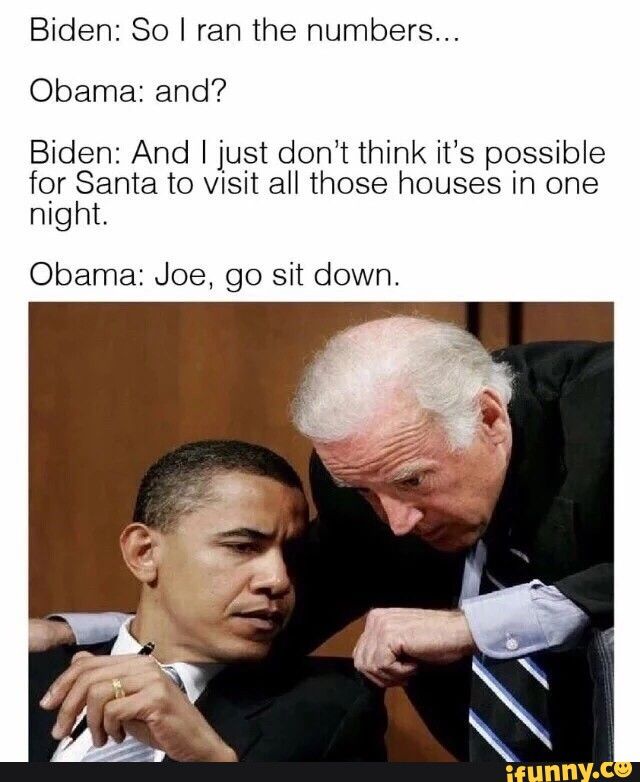 Biden: So I ran the numbers...
Obama: and?
Biden: And I just don't think it's possible
for Santa to visit all those houses in one
night.
Obama: Joe, go sit down.
ifunny.co